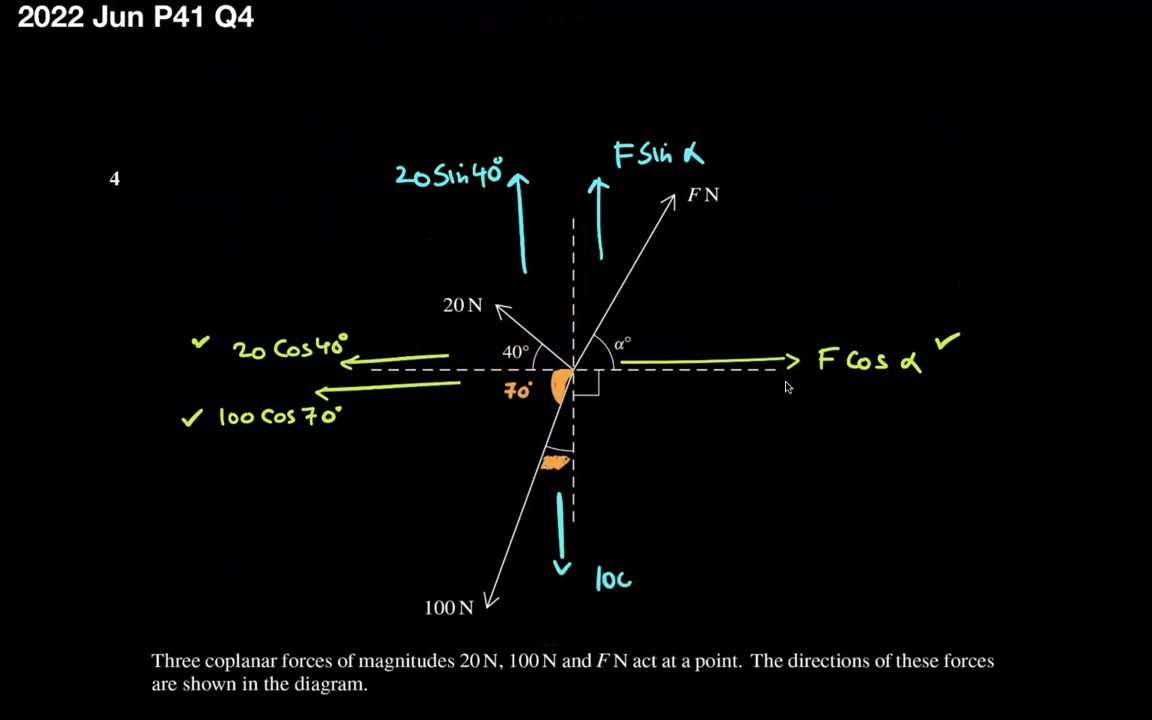 2022 Jun P41 Q4
4
20 Sin 40°
F Sin α
F N
20 N
20 Cos 40°
40°
α°
F Cos α
70°
100 Cos 70°
100 N
Three coplanar forces of magnitudes 20 N, 100 N and F N act at a point. The directions of these forces
are shown in the diagram.